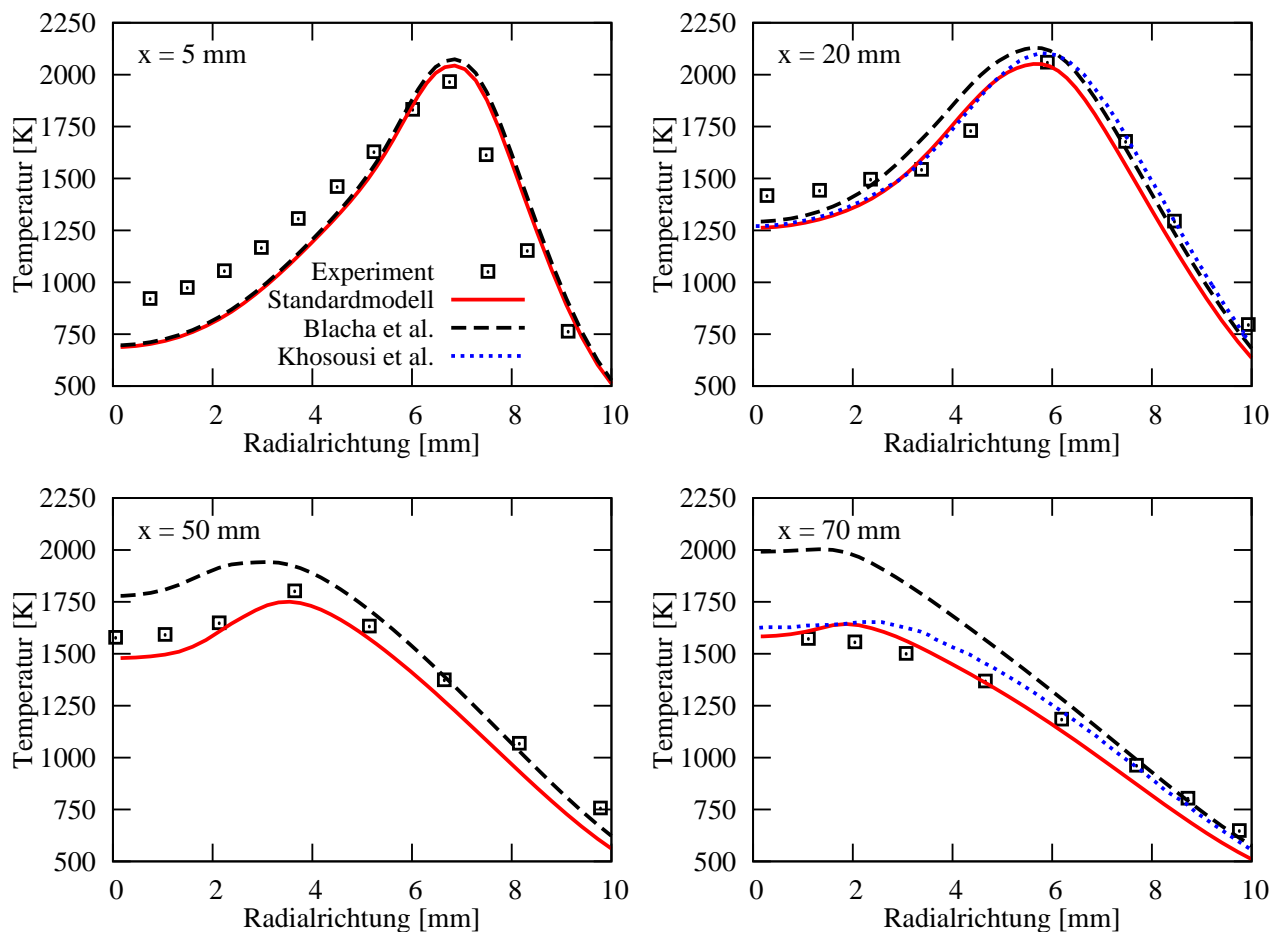 x = 5 mm
Temperatur [K]
2250
2000
1750
1500
1250
1000
750
500
Experiment
Standardmodell
Blacha et al.
Khosousi et al.
0 2 4 6 8 10
Radialrichtung [mm]
x = 20 mm
Temperatur [K]
2250
2000
1750
1500
1250
1000
750
500
0 2 4 6 8 10
Radialrichtung [mm]
x = 50 mm
Temperatur [K]
2250
2000
1750
1500
1250
1000
750
500
0 2 4 6 8 10
Radialrichtung [mm]
x = 70 mm
Temperatur [K]
2250
2000
1750
1500
1250
1000
750
500
0 2 4 6 8 10
Radialrichtung [mm]